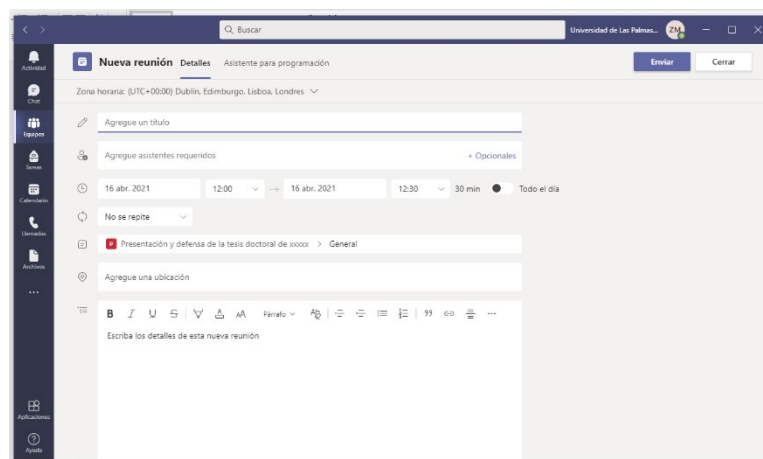 Buscar
Universidad de Las Palmas...
ZM
Actividad
Chat
Equipos
Tareas
Calendario
Llamadas
Archivos
Aplicaciones
Ayuda
Nueva reunión Detalles Asistente para programación
Enviar Cerrar
Zona horaria: (UTC+00:00) Dublín, Edimburgo, Lisboa, Londres
Agregue un título
Agregue asistentes requeridos + Opcionales
16 abr. 2021 12:00 → 16 abr. 2021 12:30 30 min Todo el día
No se repite
P Presentación y defensa de la tesis doctoral de xxxxx > General
Agregue una ubicación
B I U S A AA Párrafo 99 ...
Escriba los detalles de esta nueva reunión